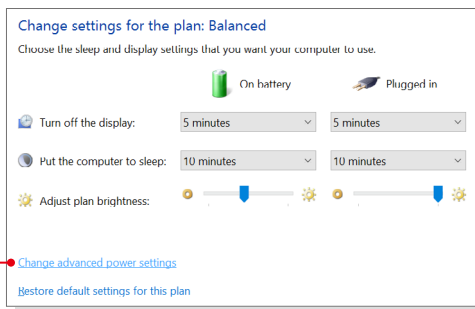 Change settings for the plan: Balanced
Choose the sleep and display settings that you want your computer to use.
On battery Plugged in
Turn off the display: 5 minutes 5 minutes
Put the computer to sleep: 10 minutes 10 minutes
Adjust plan brightness:
Change advanced power settings
Restore default settings for this plan